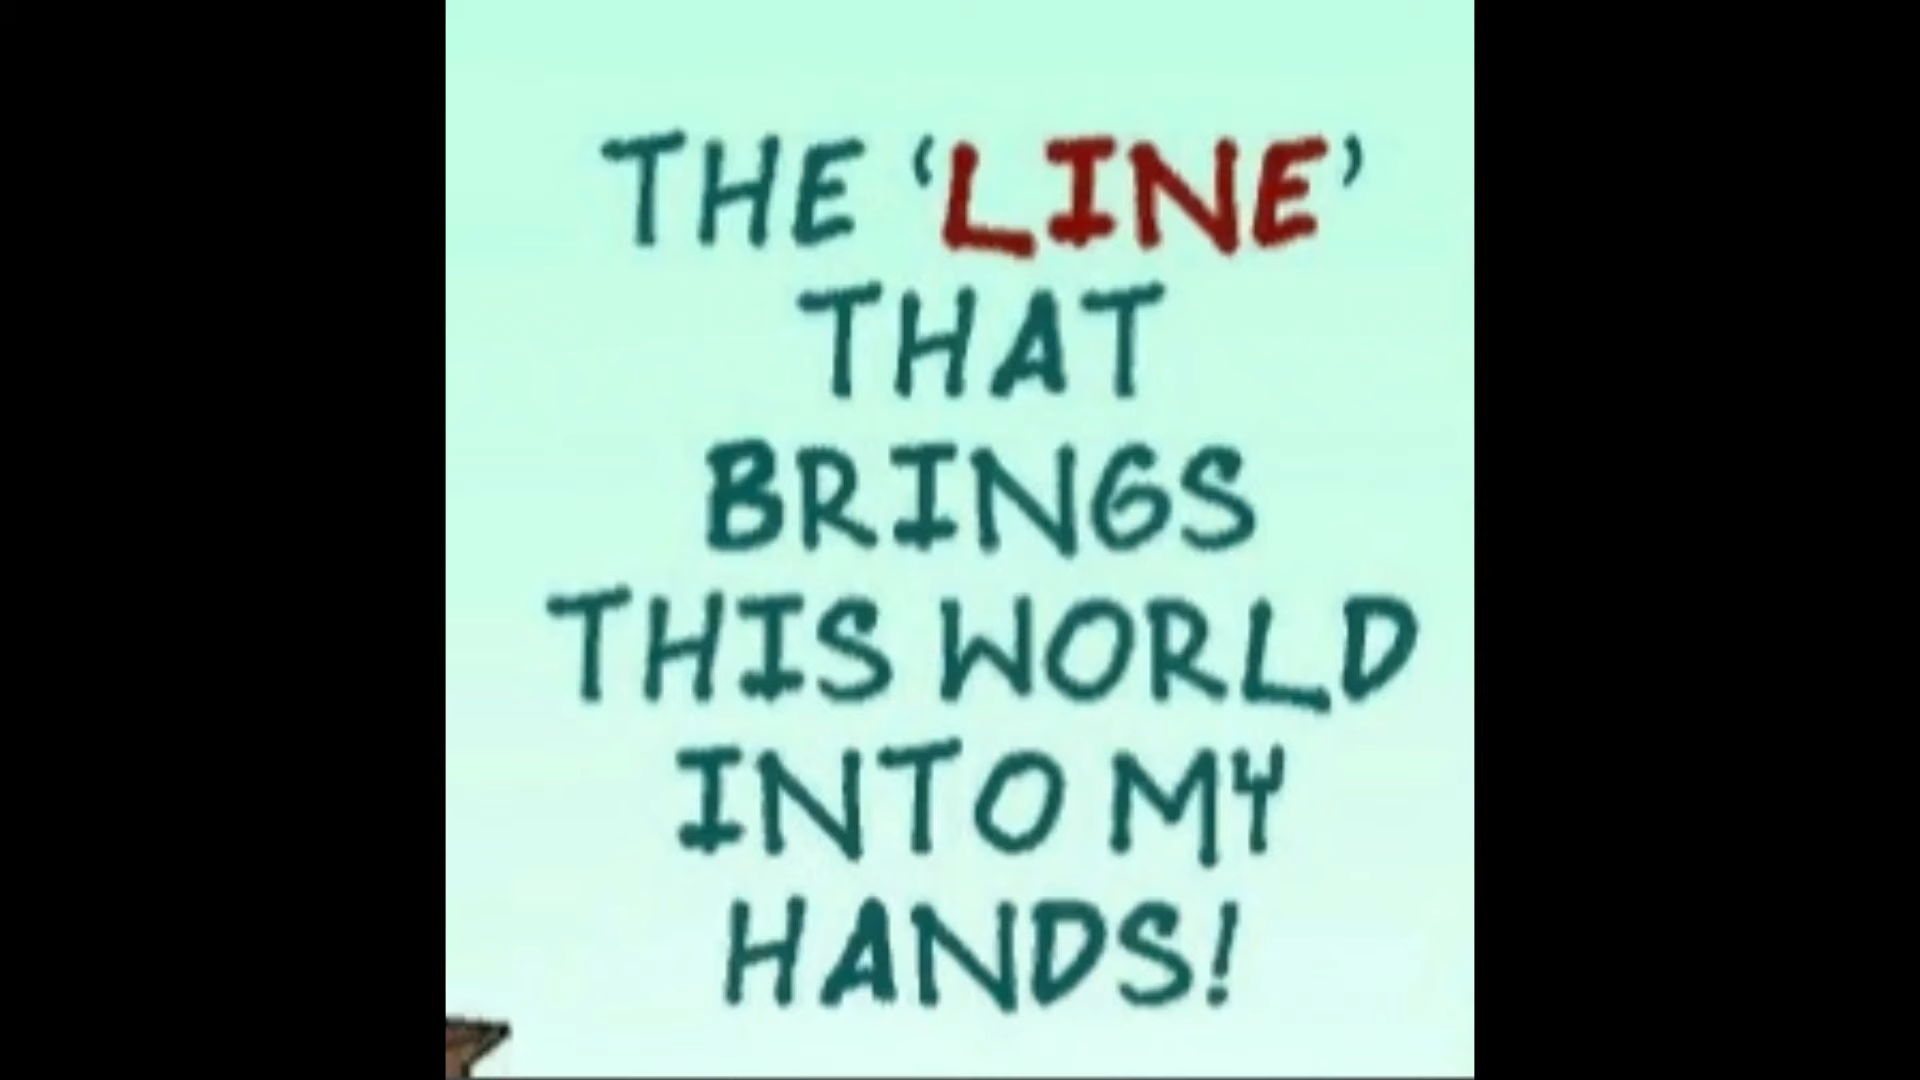 THE ‘LINE’
THAT
BRINGS
THIS WORLD
INTO MY
HANDS!